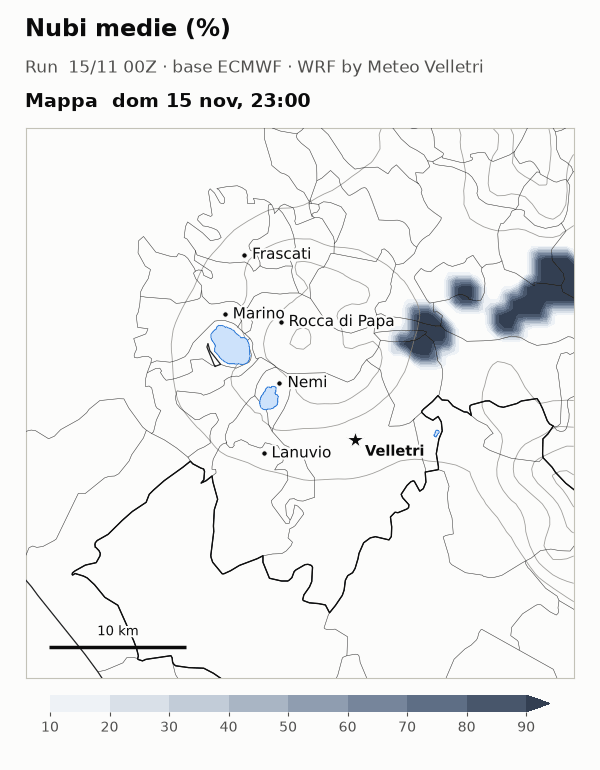 Nubi medie (%)
Run  15/11 00Z · base ECMWF · WRF by Meteo Velletri
Mappa  dom 15 nov, 23:00
Frascati
Marino
Rocca di Papa
Nemi
Velletri
Lanuvio
10 km
10 20 30 40 50 60 70 80 90